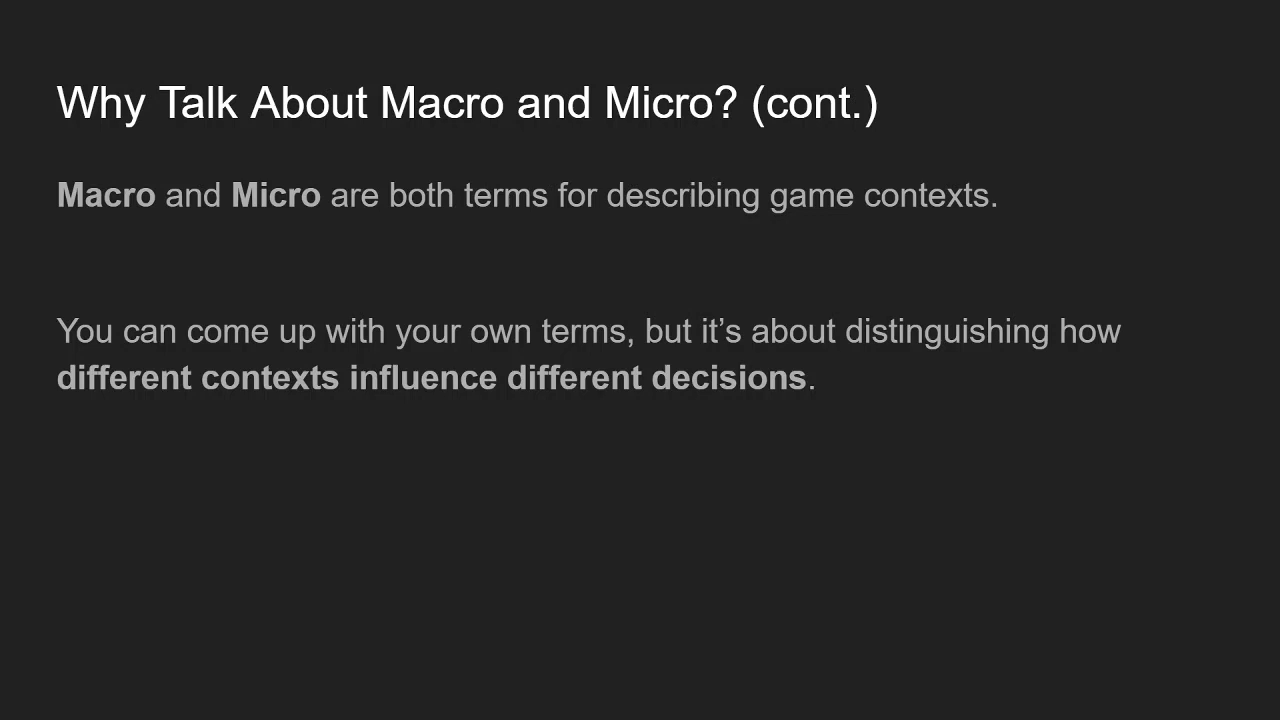 Why Talk About Macro and Micro? (cont.)
Macro and Micro are both terms for describing game contexts.
You can come up with your own terms, but it’s about distinguishing how
different contexts influence different decisions.